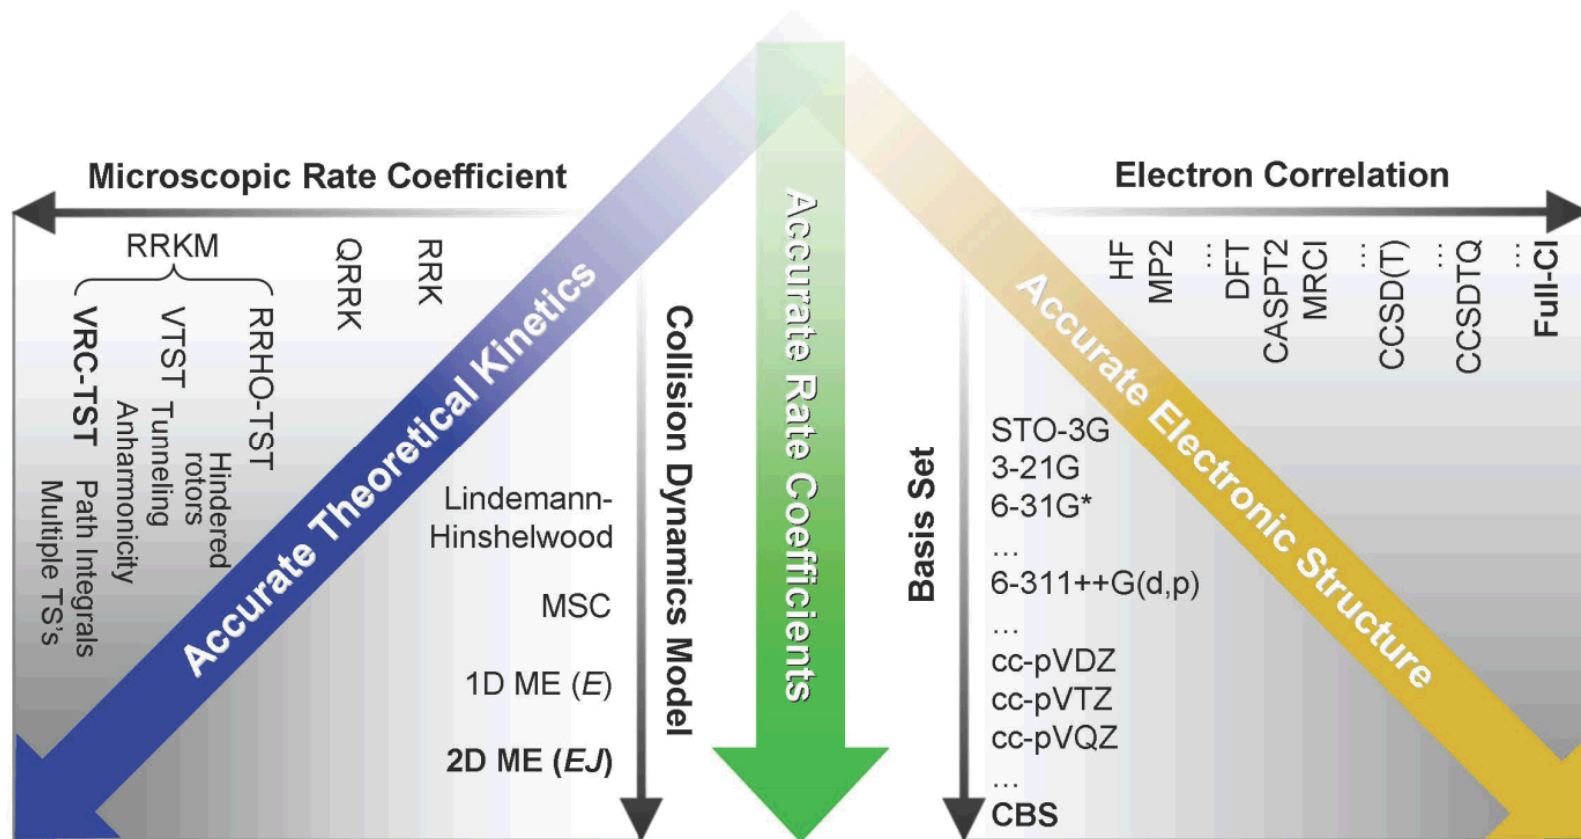 Microscopic Rate Coefficient
RRKM
VRC-TST
VTST
RRHO-TST
QRRK
RRK
Multiple TS's
Path Integrals
Anharmonicity
Tunneling
Hindered
rotors
Accurate Theoretical Kinetics
Collision Dynamics Model
Lindemann-
Hinshelwood
MSC
1D ME (E)
2D ME (EJ)
Accurate Rate Coefficients
Electron Correlation
HF
MP2
...
DFT
CASPT2
MRCI
...
CCSD(T)
...
CCSDTQ
...
Full-CI
Accurate Electronic Structure
Basis Set
STO-3G
3-21G
6-31G*
...
6-311++G(d,p)
...
cc-pVDZ
cc-pVTZ
cc-pVQZ
...
CBS